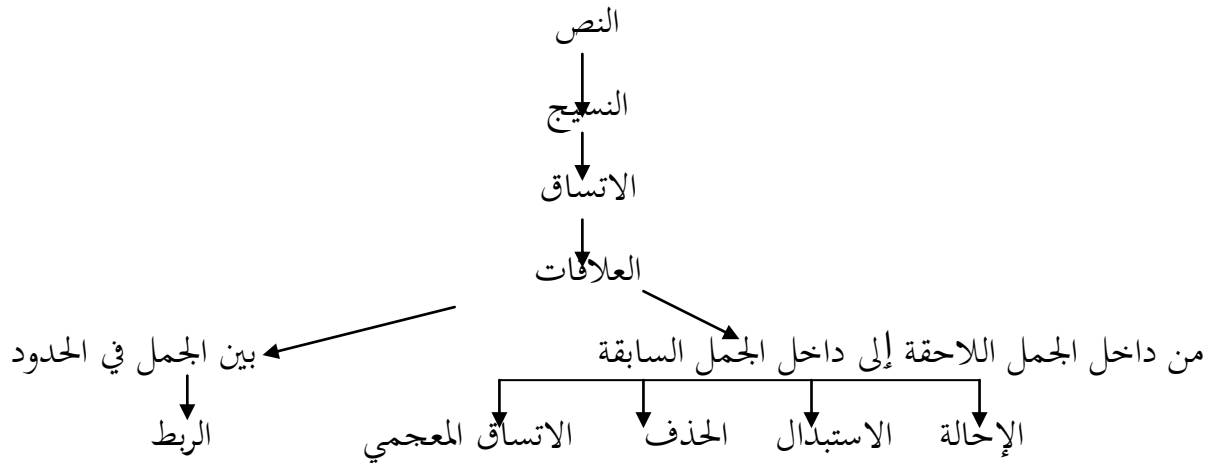 النص
النسيج
الاتساق
العلاقات
من داخل الجمل اللاحقة إلى داخل الجمل السابقة بين الجمل في الحدود
الإحالة الاستبدال الحذف الاتساق المعجمي الربط